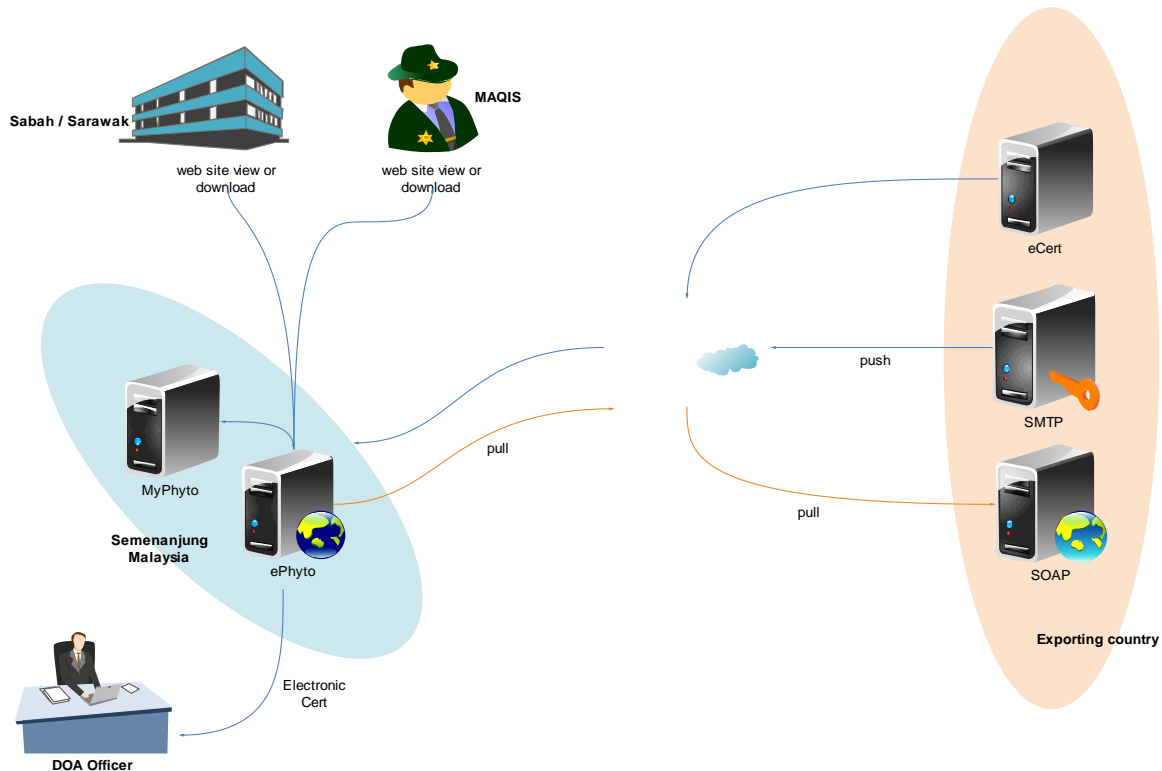 Sabah / Sarawak
MAQIS
web site view or
download
web site view or
download
eCert
push
SMTP
pull
MyPhyto
pull
SOAP
Semenanjung
Malaysia
ePhyto
Exporting country
Electronic
Cert
DOA Officer